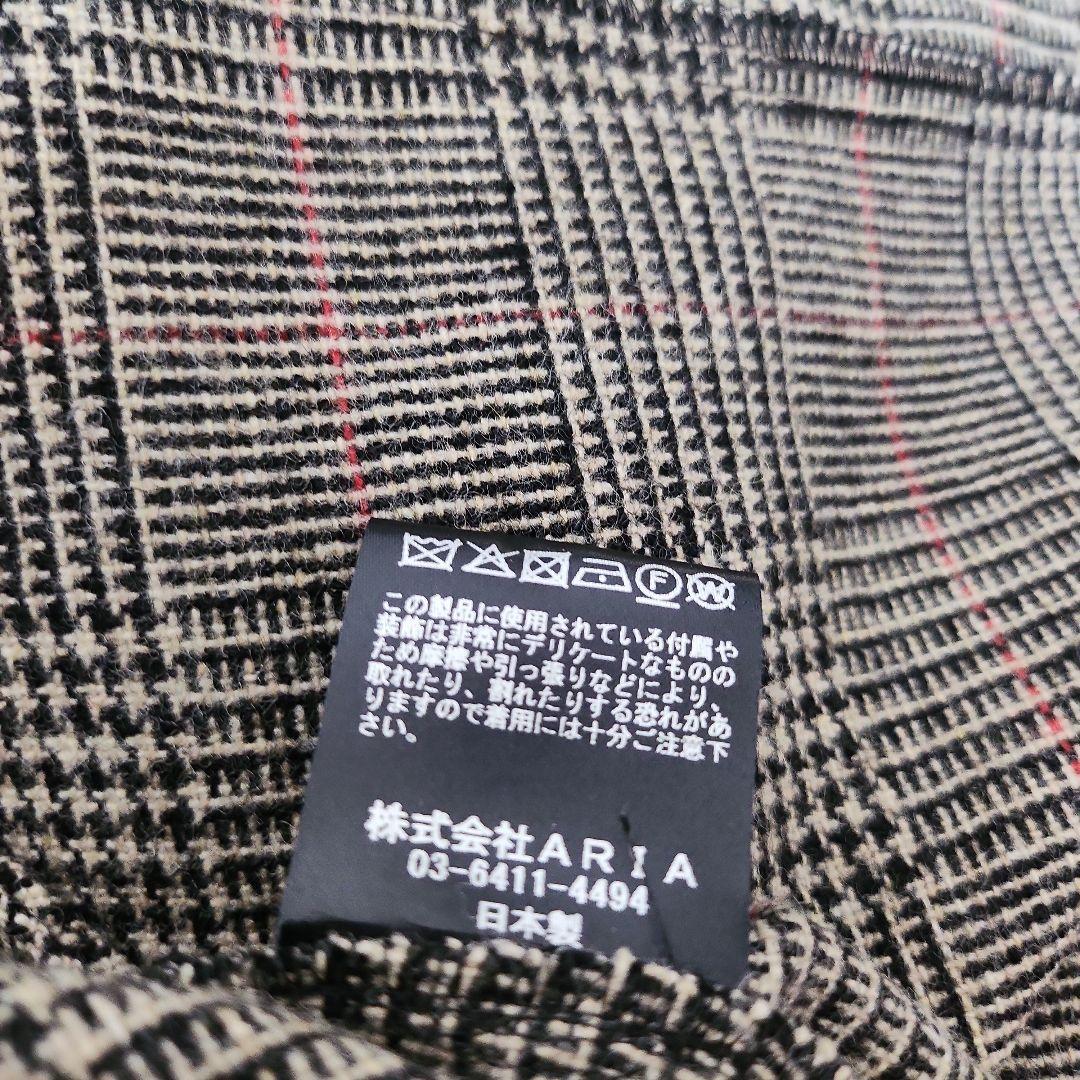 F W
この製品に使用されている付属や
装飾は非常にデリケートなものの
ため摩擦や引っ張りなどにより、
取れたり、割れたりする恐れがあ
りますので着用には十分ご注意下
さい。
株式会社ARIA
03-6411-4494
日本製